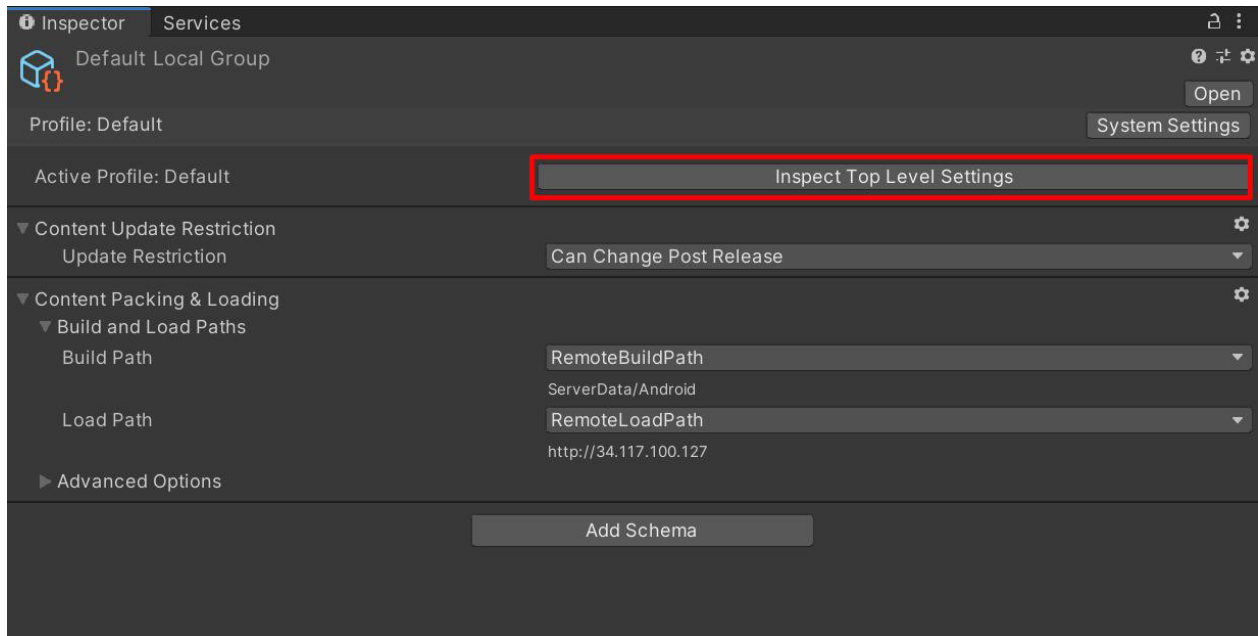 Inspector Services
Default Local Group
Open
Profile: Default System Settings
Active Profile: Default Inspect Top Level Settings
Content Update Restriction
Update Restriction Can Change Post Release
Content Packing & Loading
Build and Load Paths
Build Path RemoteBuildPath
ServerData/Android
Load Path RemoteLoadPath
http://34.117.100.127
Advanced Options
Add Schema